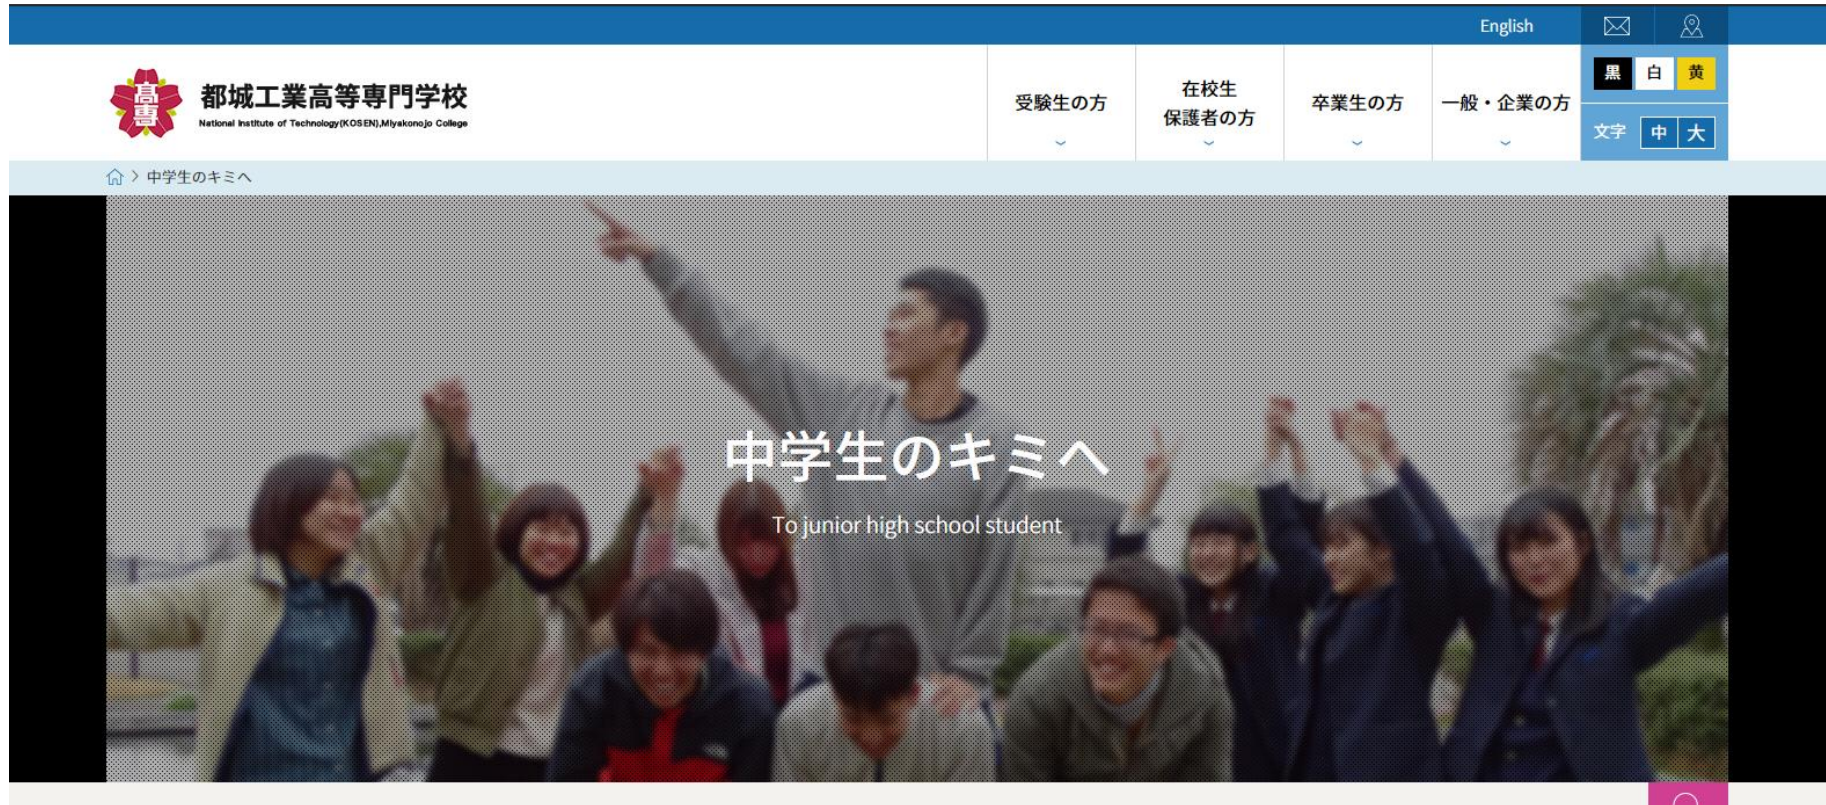 English
高専
都城工業高等専門学校
National Institute of Technology(KOSEN),Miyakonojo College
受験生の方
在校生
保護者の方
卒業生の方
一般・企業の方
黒 白 黄
文字 中 大
中学生のキミへ
中学生のキミへ
To junior high school student